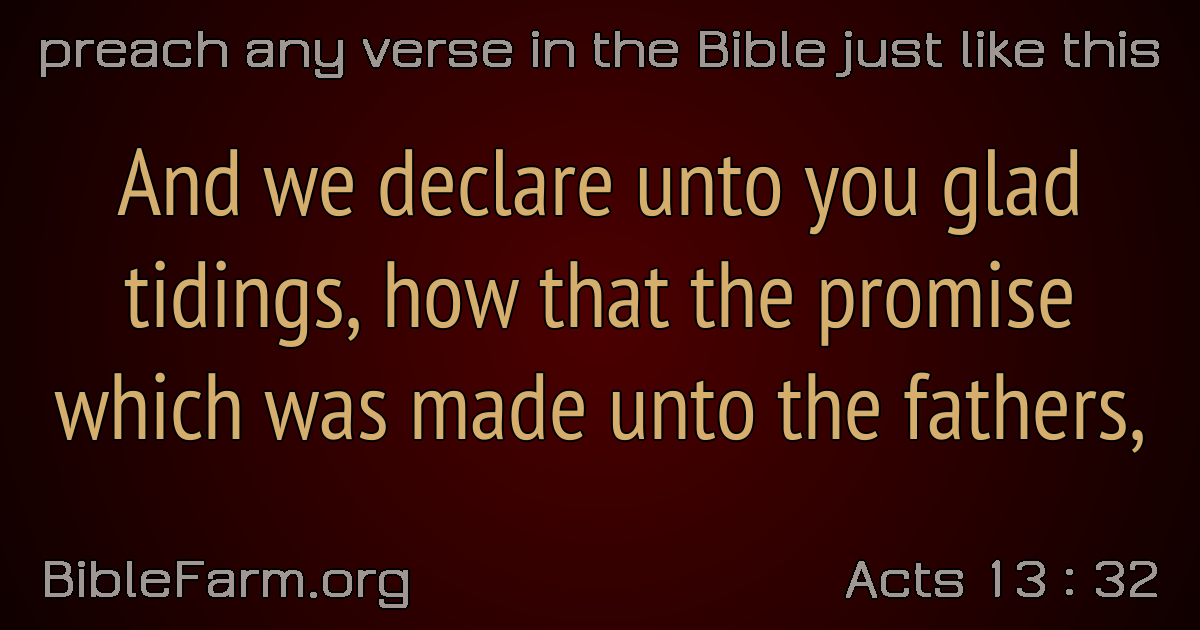 preach any verse in the Bible just like this
And we declare unto you glad
tidings, how that the promise
which was made unto the fathers,
BibleFarm.org
Acts 13 : 32